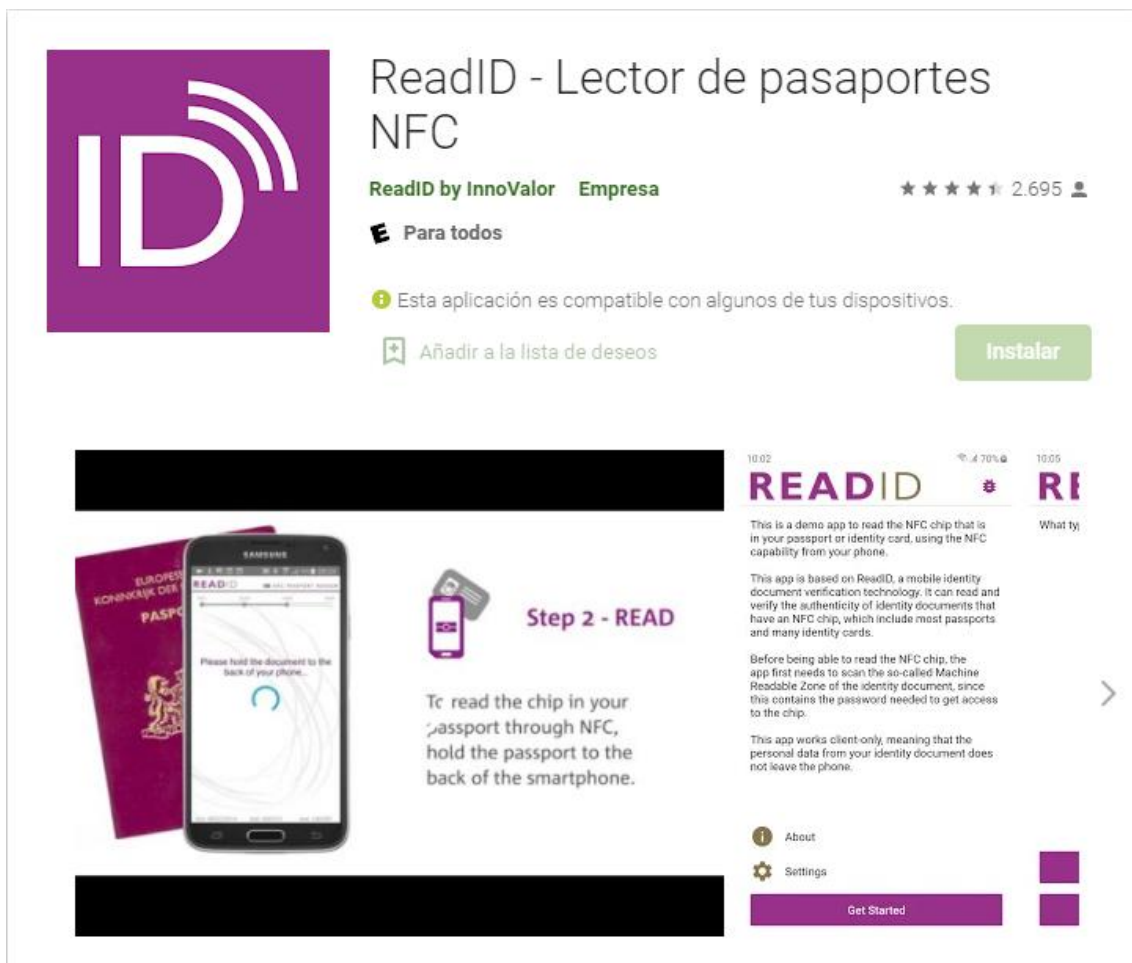 ID
ReadID - Lector de pasaportes
NFC
ReadID by InnoValor Empresa
2.695
E Para todos
Esta aplicación es compatible con algunos de tus dispositivos.
Añadir a la lista de deseos
Instalar
EUROPESE
KONINKRIJK DER
PASPO
SAMSUNG
READID
Please hold the document to the
back of your phone...
Step 2 - READ
To read the chip in your
passport through NFC,
hold the passport to the
back of the smartphone.
10:02
70%
READID
This is a demo app to read the NFC chip that is
in your passport or identity card, using the NFC
capability from your phone.
This app is based on ReadID, a mobile identity
document verification technology. It can read and
verify the authenticity of identity documents that
have an NFC chip, which include most passports
and many identity cards.
Before being able to read the NFC chip, the
app first needs to scan the so-called Machine
Readable Zone of the identity document, since
this contains the password needed to get access
to the chip.
This app works client-only, meaning that the
personal data from your identity document does
not leave the phone.
About
Settings
Get Started
10:05
RE
What ty